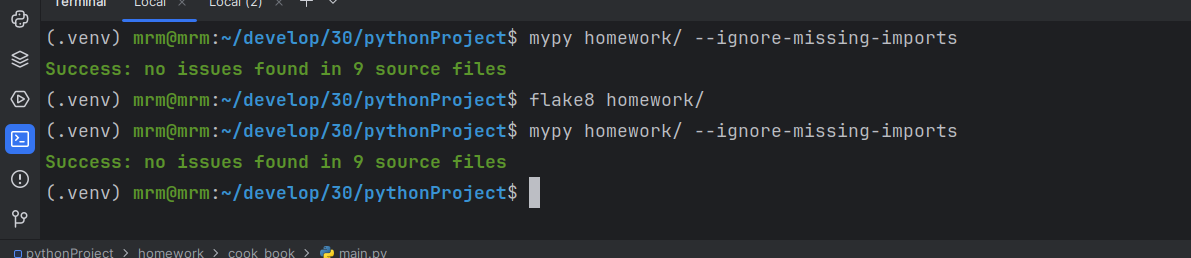 Terminal Local × Local (2) ×
(.venv) mrm@mrm:~/develop/30/pythonProject$ mypy homework/ --ignore-missing-imports
Success: no issues found in 9 source files
(.venv) mrm@mrm:~/develop/30/pythonProject$ flake8 homework/
(.venv) mrm@mrm:~/develop/30/pythonProject$ mypy homework/ --ignore-missing-imports
Success: no issues found in 9 source files
(.venv) mrm@mrm:~/develop/30/pythonProject$
pythonProject > homework > cook_book > main.py